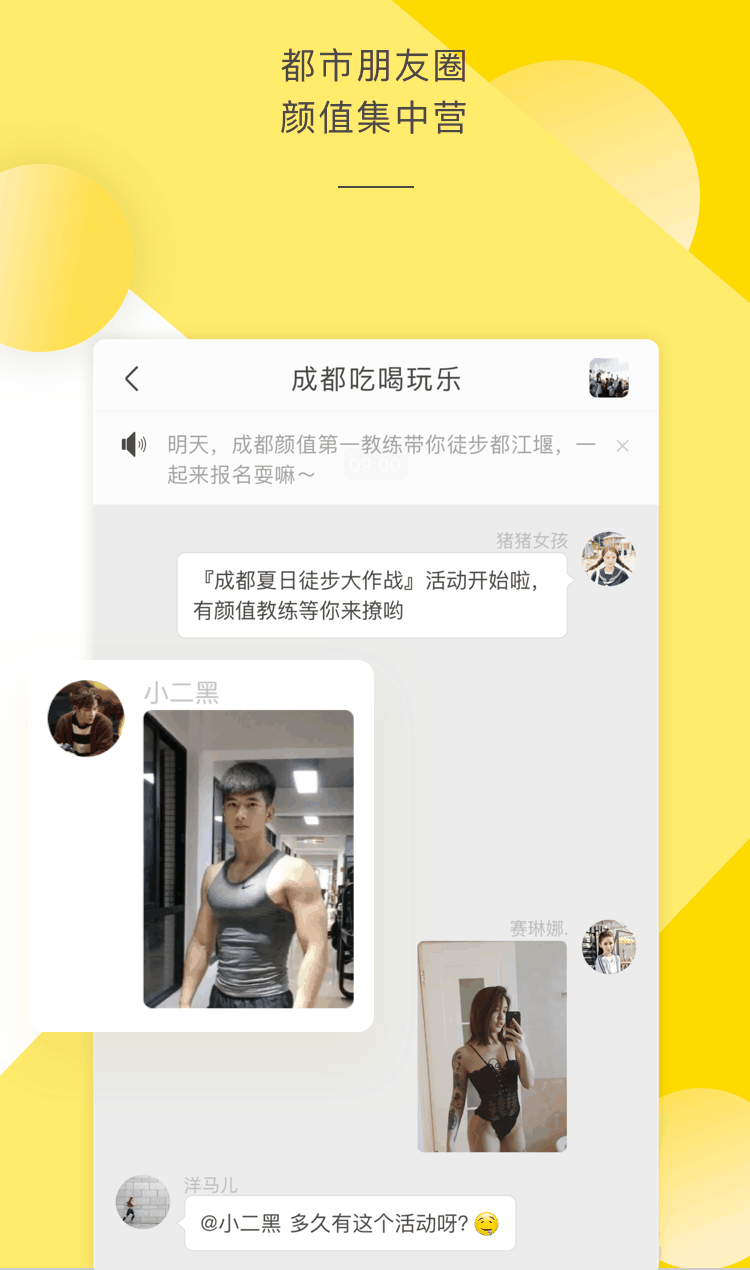 都市朋友圈
颜值集中营
成都吃喝玩乐
明天，成都颜值第一教练带你徒步都江堰，一
起来报名耍嘛～
09:00
猪猪女孩
『成都夏日徒步大作战』活动开始啦，
有颜值教练等你来撩哟
小二黑
赛琳娜.
洋马儿
@小二黑 多久有这个活动呀?